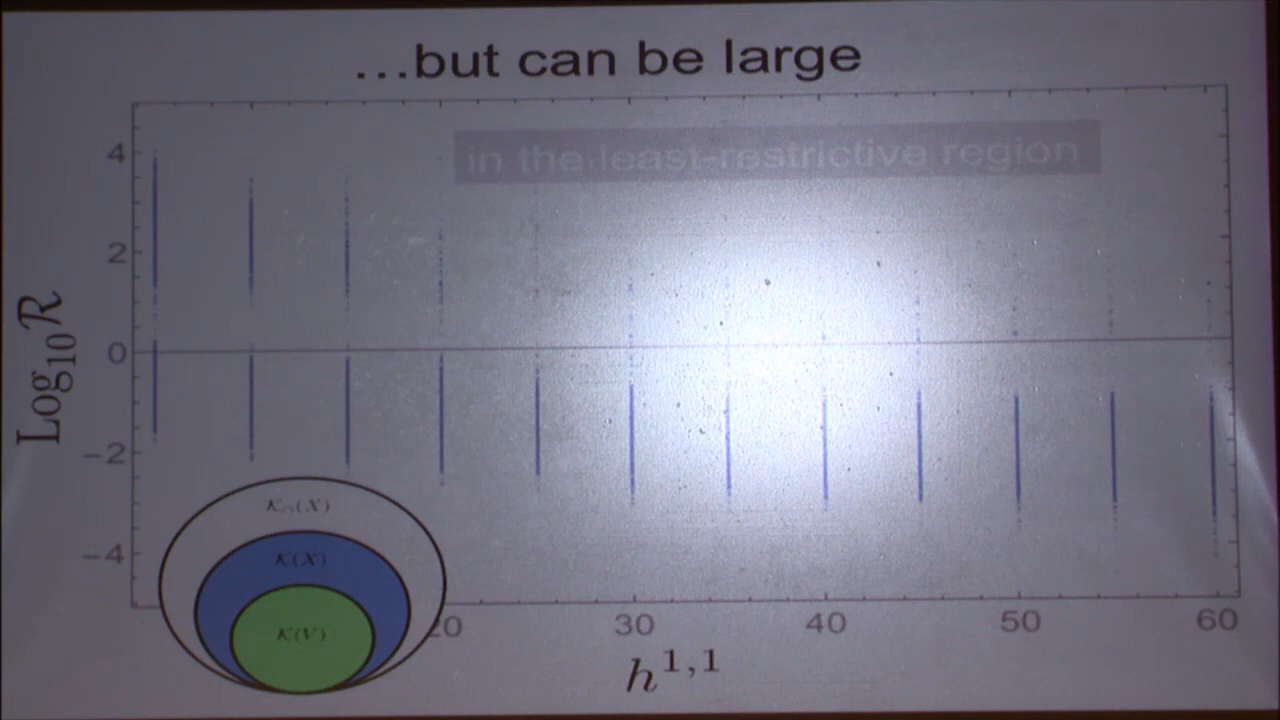 ...but can be large
in the least-restrictive region
Log₁₀ℛ
4
2
0
−2
−4
𝒦∩(X)
𝒦(X)
𝒦(V)
20
30
40
50
60
h¹,¹